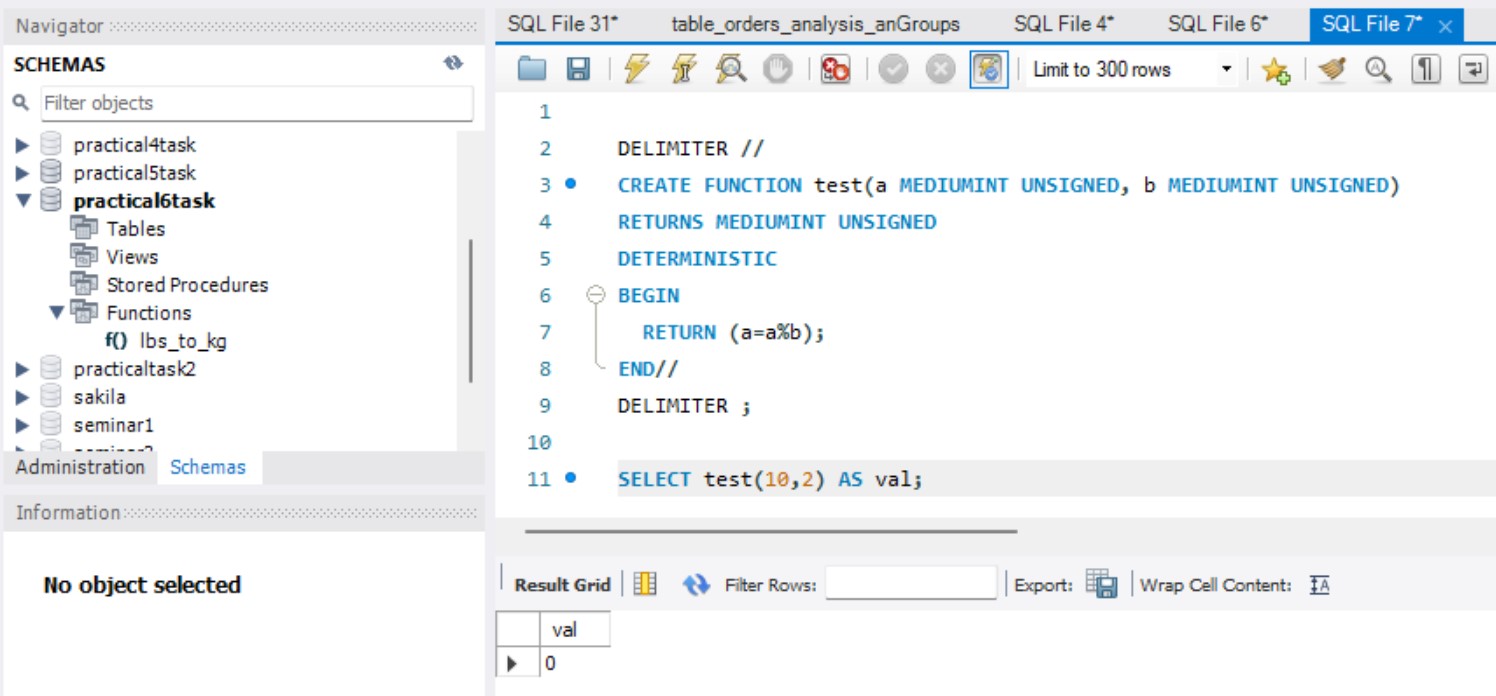 Navigator
SCHEMAS
Filter objects
practical4task
practical5task
practical6task
Tables
Views
Stored Procedures
Functions
f() lbs_to_kg
practicaltask2
sakila
seminar1
Administration Schemas
Information
No object selected
SQL File 31* table_orders_analysis_anGroups SQL File 4* SQL File 6* SQL File 7*
Limit to 300 rows
1
2 DELIMITER //
3 CREATE FUNCTION test(a MEDIUMINT UNSIGNED, b MEDIUMINT UNSIGNED)
4 RETURNS MEDIUMINT UNSIGNED
5 DETERMINISTIC
6 BEGIN
7 RETURN (a=a%b);
8 END//
9 DELIMITER ;
10
11 SELECT test(10,2) AS val;
Result Grid Filter Rows: Export: Wrap Cell Content:
val
0